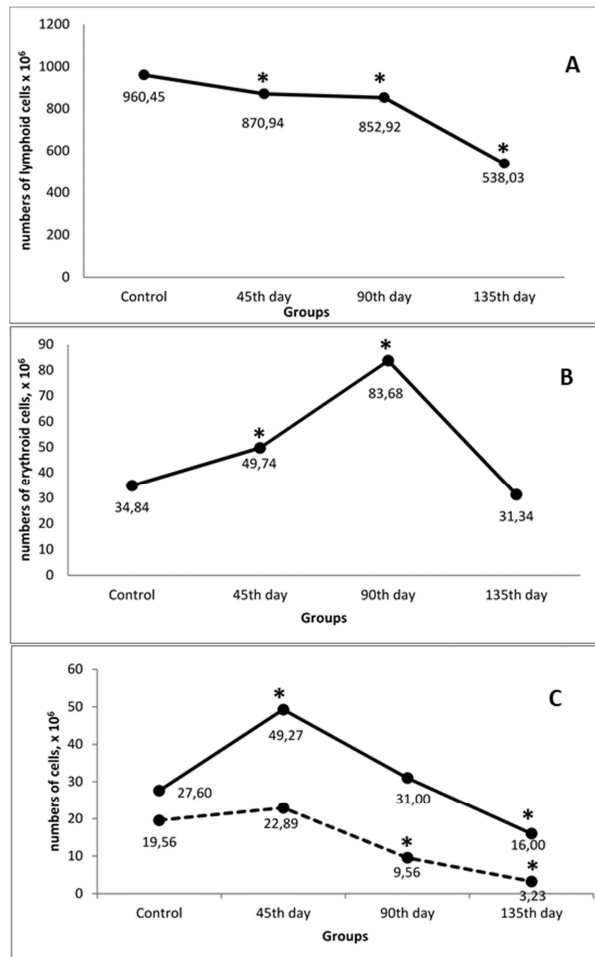 numbers of lymphoid cells x 10⁶
1200
1000
800
600
400
200
0
A
960,45
*
870,94
*
852,92
*
538,03
Control
45th day
90th day
135th day
Groups
numbers of erythroid cells, x 10⁶
90
80
70
60
50
40
30
20
10
0
B
34,84
*
49,74
*
83,68
31,34
Control
45th day
90th day
135th day
Groups
numbers of cells, x 10⁶
60
50
40
30
20
10
0
C
27,60
*
49,27
31,00
*
16,00
19,56
22,89
*
9,56
*
3,23
Control
45th day
90th day
135th day
Groups